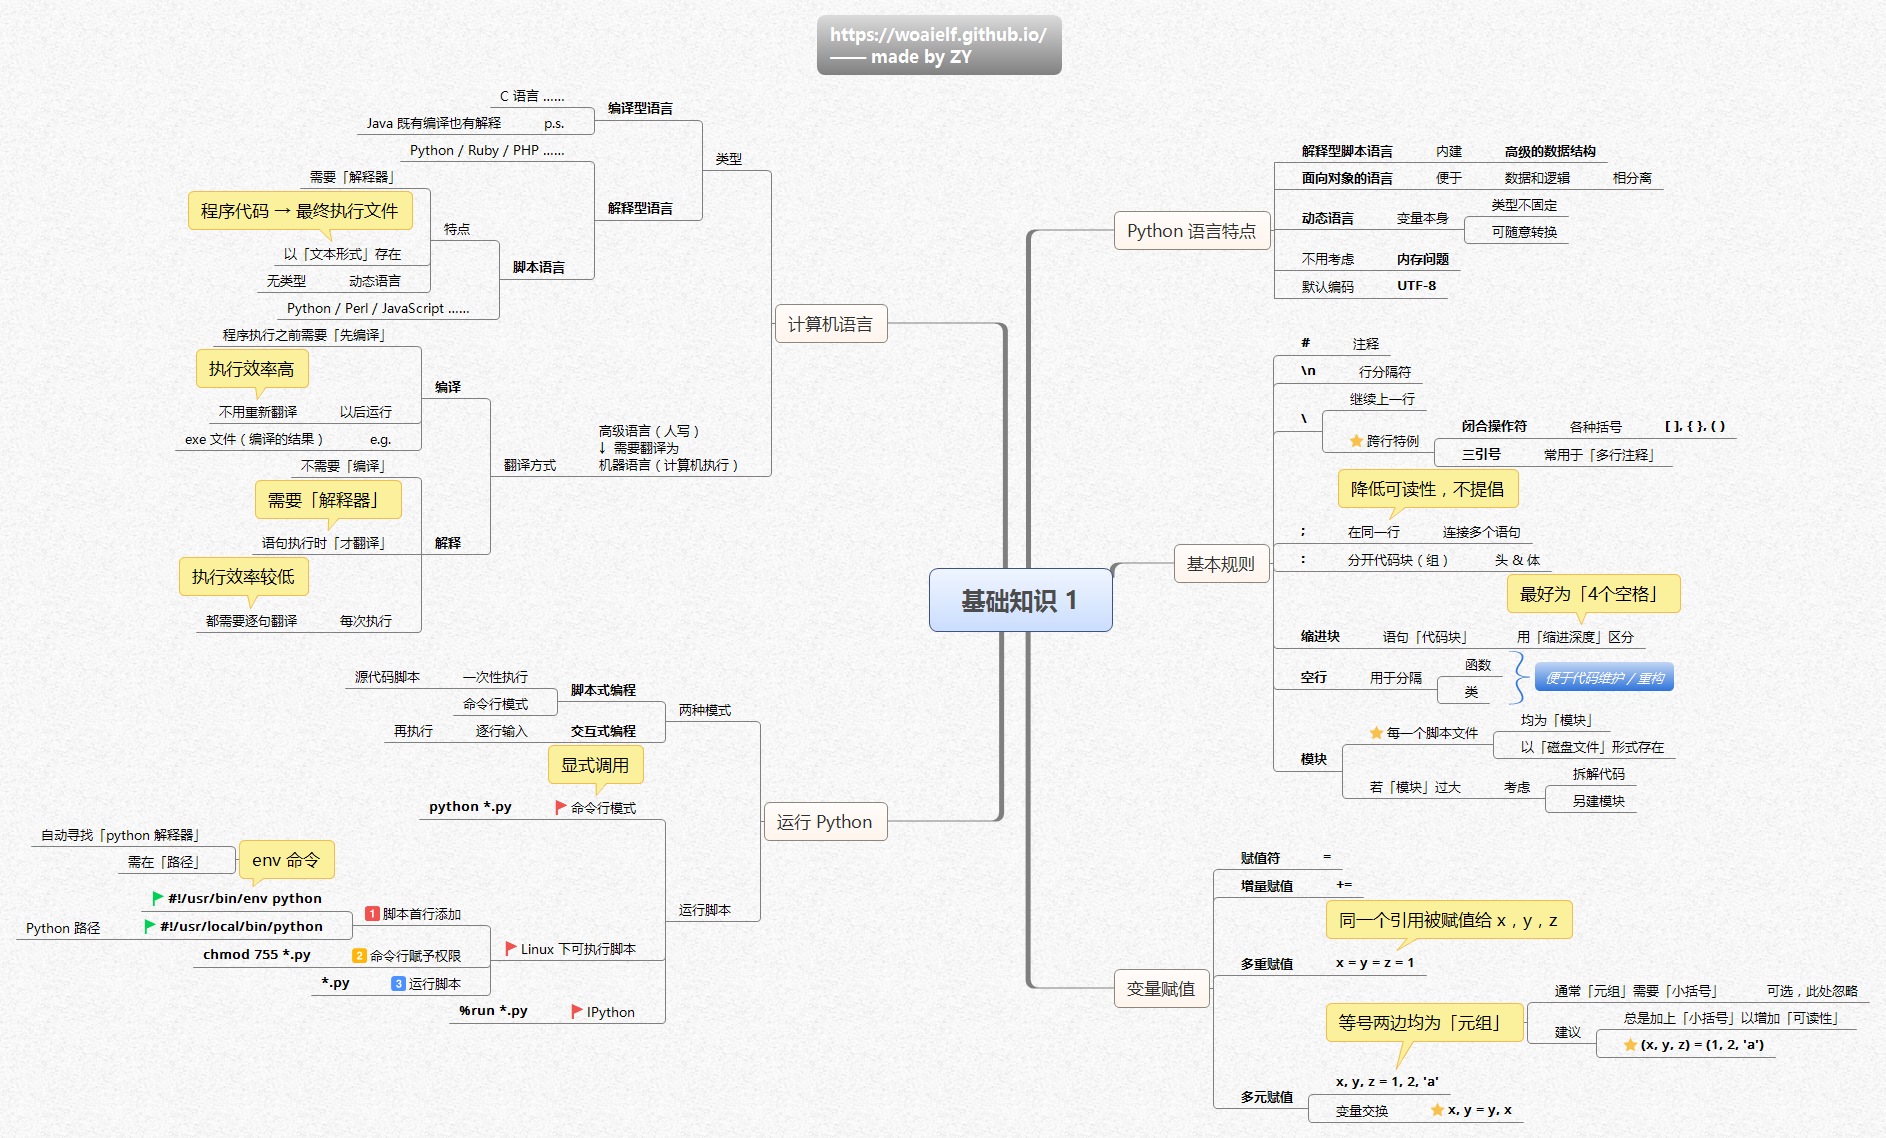 https://woaielf.github.io/
—— made by ZY
基础知识 1
Python 语言特点
解释型脚本语言 内建 高级的数据结构
面向对象的语言 便于 数据和逻辑 相分离
动态语言 变量本身
类型不固定
可随意转换
不用考虑 内存问题
默认编码 UTF-8
基本规则
# 注释
\n 行分隔符
\
继续上一行
跨行特例
闭合操作符 各种括号 [ ], { }, ( )
三引号 常用于「多行注释」
降低可读性，不提倡
; 在同一行 连接多个语句
: 分开代码块（组） 头 & 体
最好为「4个空格」
缩进块 语句「代码块」 用「缩进深度」区分
空行 用于分隔
函数
类
便于代码维护 / 重构
模块
每一个脚本文件
均为「模块」
以「磁盘文件」形式存在
若「模块」过大 考虑
拆解代码
另建模块
变量赋值
赋值符 =
增量赋值 +=
同一个引用被赋值给 x，y，z
多重赋值 x = y = z = 1
多元赋值
等号两边均为「元组」
通常「元组」需要「小括号」 可选，此处忽略
建议
总是加上「小括号」以增加「可读性」
(x, y, z) = (1, 2, 'a')
x, y, z = 1, 2, 'a'
变量交换 x, y = y, x
计算机语言
类型
编译型语言
C 语言 ......
Java 既有编译也有解释 p.s.
解释型语言
Python / Ruby / PHP ......
脚本语言
特点
需要「解释器」
程序代码 → 最终执行文件
以「文本形式」存在
无类型 动态语言
Python / Perl / JavaScript ......
高级语言（人写）
↓ 需要翻译为
机器语言（计算机执行）
翻译方式
编译
程序执行之前需要「先编译」
执行效率高
不用重新翻译 以后运行
exe 文件（编译的结果） e.g.
解释
不需要「编译」
需要「解释器」
语句执行时「才翻译」
执行效率较低
都需要逐句翻译 每次执行
运行 Python
两种模式
脚本式编程
源代码脚本 一次性执行
命令行模式
再执行 逐行输入 交互式编程
运行脚本
显式调用
python *.py 命令行模式
Linux 下可执行脚本
1 脚本首行添加
自动寻找「python 解释器」
需在「路径」
env 命令
#!/usr/bin/env python
Python 路径 #!/usr/local/bin/python
chmod 755 *.py 2 命令行赋予权限
*.py 3 运行脚本
%run *.py IPython